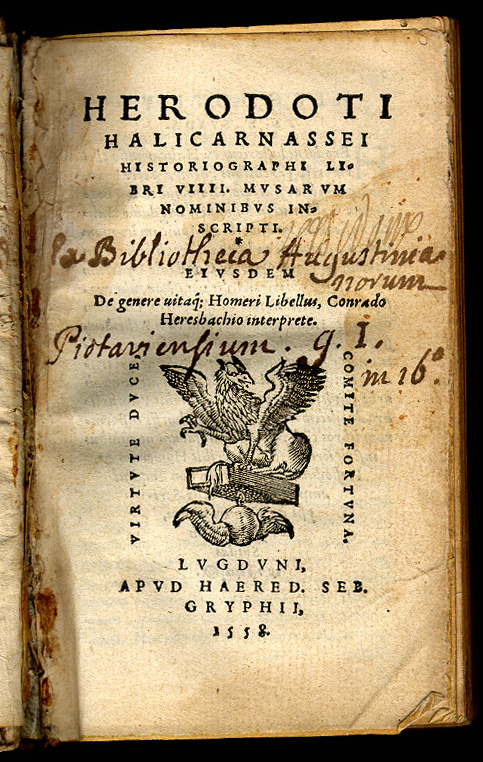 HERODOTI
HALICARNASSEI
HISTORIOGRAPHI LI-
BRI VIIII. MVSARVM
NOMINIBVS IN-
SCRIPTI.
*
Ex Bibliotheca Augustinia-
norum
EIVSDEM
De genere uitaq́; Homeri Libellus, Conrado
Heresbachio interprete.
Pictaviensium. g. I.
in 16°.
VIRTVTE DVCE,
COMITE FORTVNA.
LVGDVNI,
APVD HAERED. SEB.
GRYPHII,
1558.